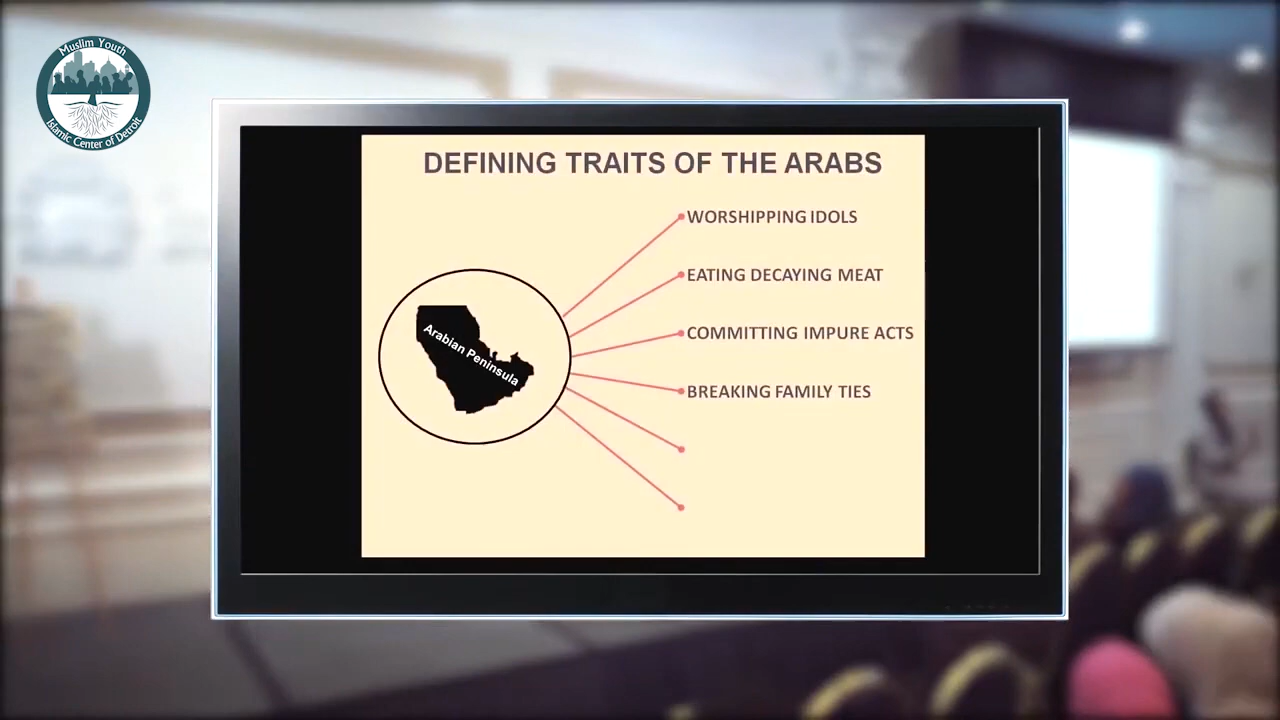 Muslim Youth
Islamic Center of Detroit
DEFINING TRAITS OF THE ARABS
WORSHIPPING IDOLS
EATING DECAYING MEAT
COMMITTING IMPURE ACTS
BREAKING FAMILY TIES
Arabian Peninsula